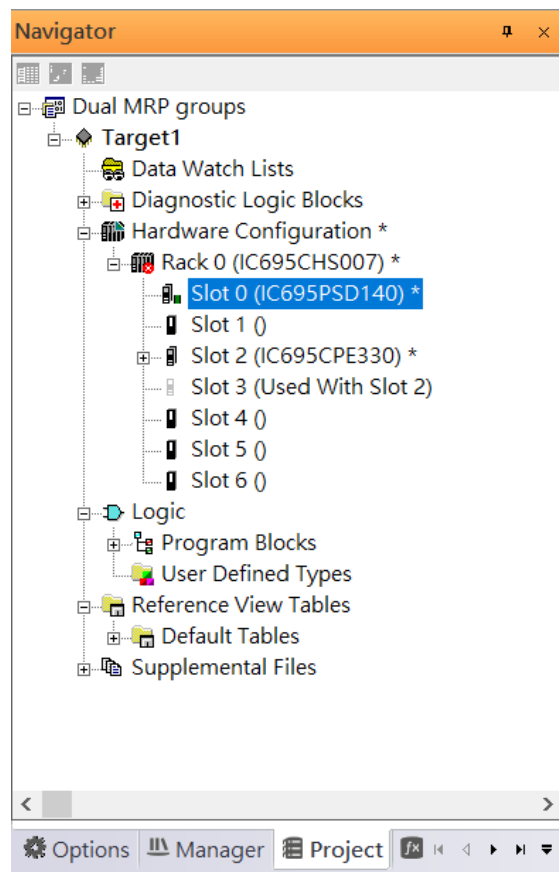 Navigator
Dual MRP groups
Target1
Data Watch Lists
Diagnostic Logic Blocks
Hardware Configuration *
Rack 0 (IC695CHS007) *
Slot 0 (IC695PSD140) *
Slot 1 ()
Slot 2 (IC695CPE330) *
Slot 3 (Used With Slot 2)
Slot 4 ()
Slot 5 ()
Slot 6 ()
Logic
Program Blocks
User Defined Types
Reference View Tables
Default Tables
Supplemental Files
Options Manager Project fx